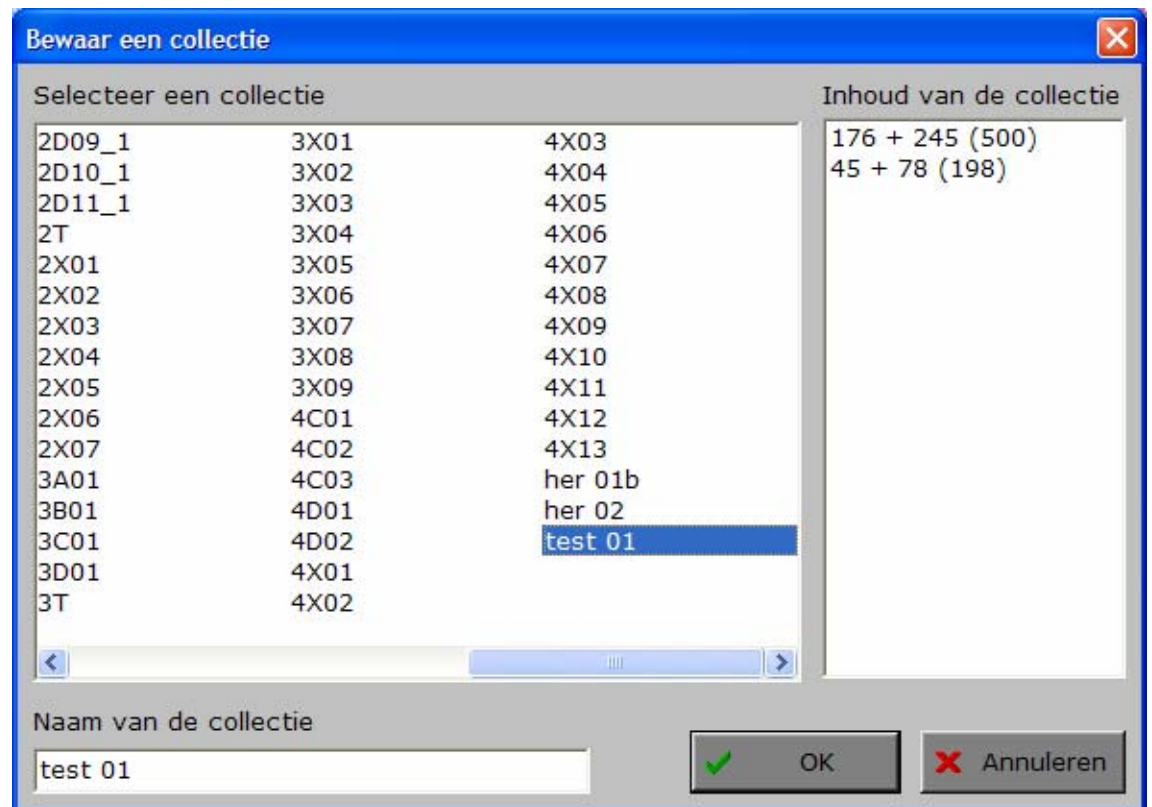 Bewaar een collectie
Selecteer een collectie
2D09_1
2D10_1
2D11_1
2T
2X01
2X02
2X03
2X04
2X05
2X06
2X07
3A01
3B01
3C01
3D01
3T
3X01
3X02
3X03
3X04
3X05
3X06
3X07
3X08
3X09
4C01
4C02
4C03
4D01
4D02
4X01
4X02
4X03
4X04
4X05
4X06
4X07
4X08
4X09
4X10
4X11
4X12
4X13
her 01b
her 02
test 01
Inhoud van de collectie
176 + 245 (500)
45 + 78 (198)
Naam van de collectie
test 01
OK
Annuleren